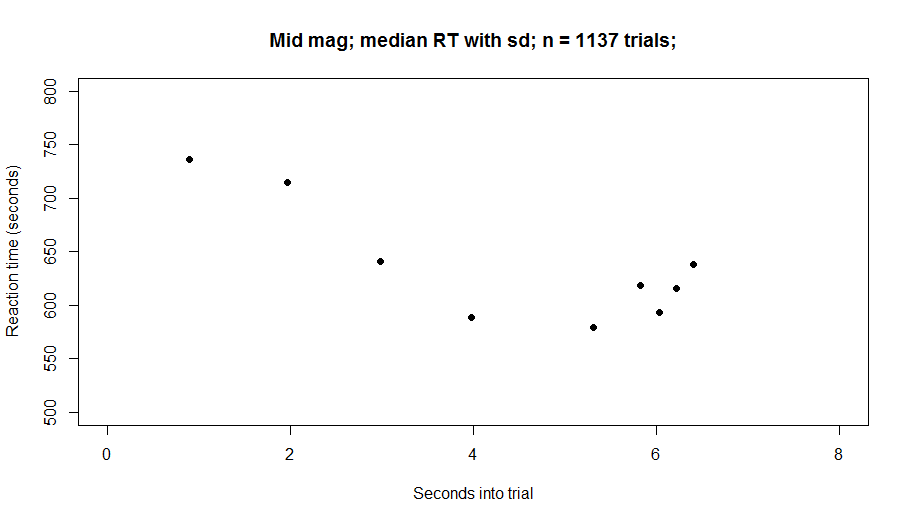 Mid mag; median RT with sd; n = 1137 trials;
Reaction time (seconds)
800
750
700
650
600
550
500
0 2 4 6 8
Seconds into trial